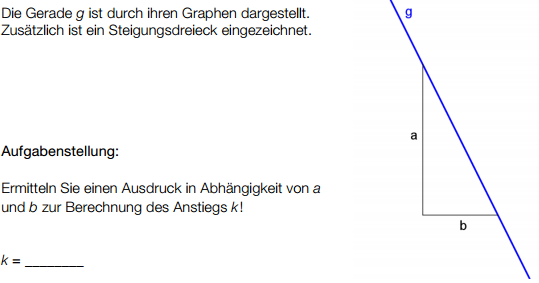 Die Gerade g ist durch ihren Graphen dargestellt.
Zusätzlich ist ein Steigungsdreieck eingezeichnet.
g
a
Aufgabenstellung:
Ermitteln Sie einen Ausdruck in Abhängigkeit von a
und b zur Berechnung des Anstiegs k!
b
k = ________